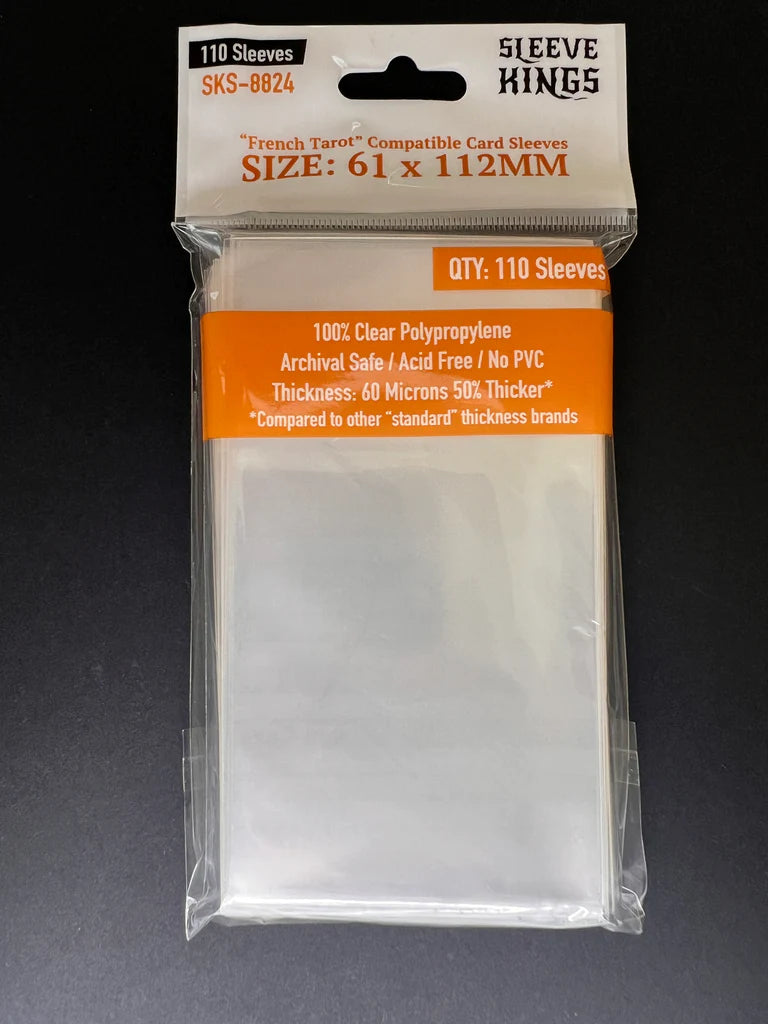 110 Sleeves
SKS-8824
SLEEVE
KINGS
“French Tarot” Compatible Card Sleeves
SIZE: 61 x 112MM
QTY: 110 Sleeves
100% Clear Polypropylene
Archival Safe / Acid Free / No PVC
Thickness: 60 Microns 50% Thicker*
*Compared to other “standard” thickness brands